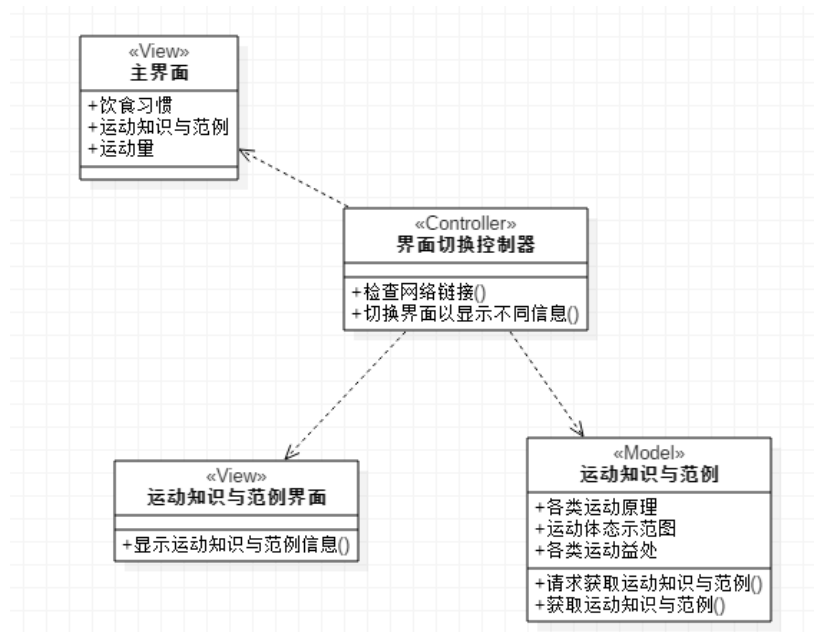 «View»
主界面
+饮食习惯
+运动知识与范例
+运动量
«Controller»
界面切换控制器
+检查网络链接()
+切换界面以显示不同信息()
«View»
运动知识与范例界面
+显示运动知识与范例信息()
«Model»
运动知识与范例
+各类运动原理
+运动体态示范图
+各类运动益处
+请求获取运动知识与范例()
+获取运动知识与范例()